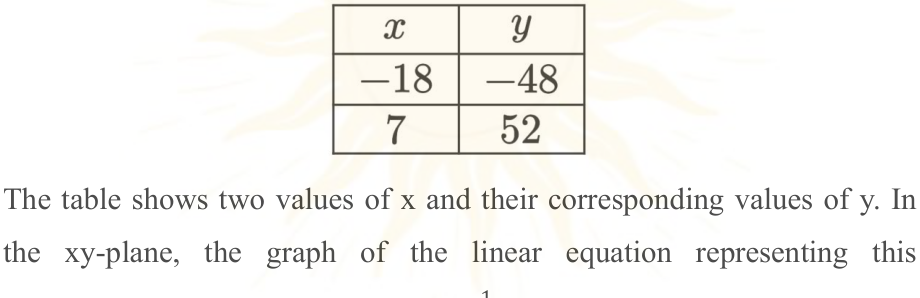 x y
−18 −48
7 52
The table shows two values of x and their corresponding values of y. In
the xy-plane, the graph of the linear equation representing this